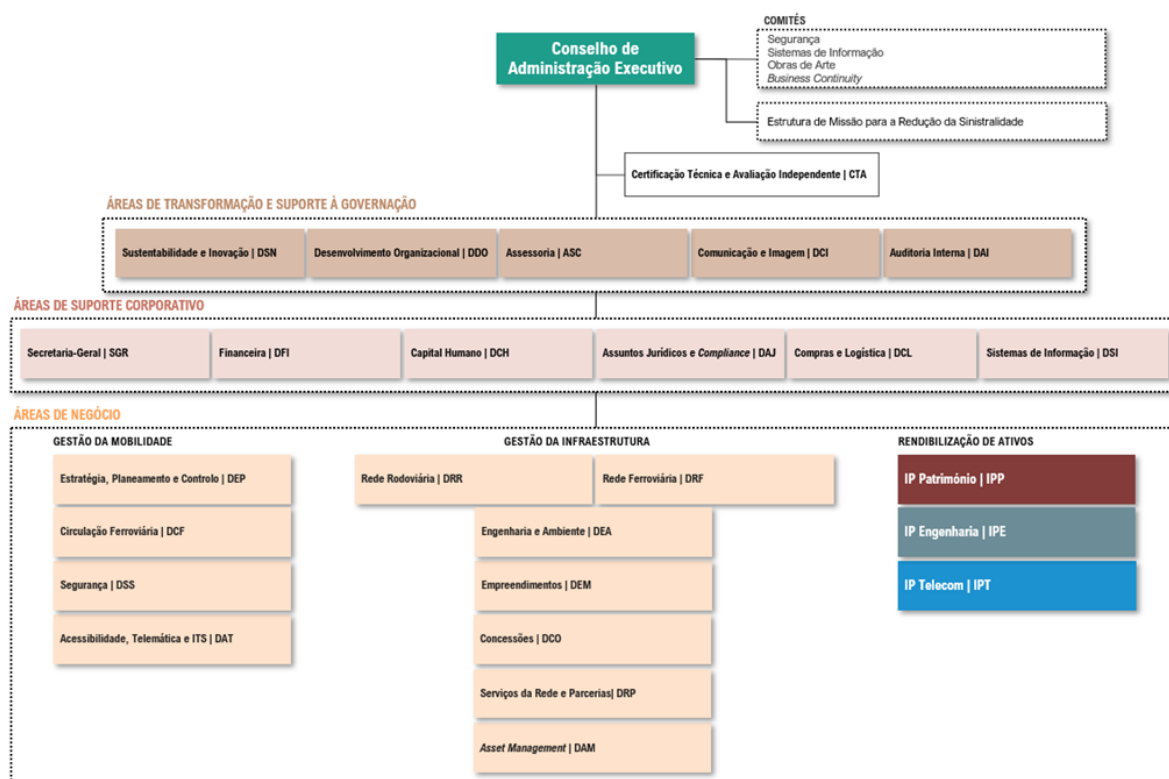 COMITÉS
Conselho de
Administração Executivo
Segurança
Sistemas de Informação
Obras de Arte
Business Continuity
Estrutura de Missão para a Redução da Sinistralidade
Certificação Técnica e Avaliação Independente | CTA
ÁREAS DE TRANSFORMAÇÃO E SUPORTE À GOVERNAÇÃO
Sustentabilidade e Inovação | DSN
Desenvolvimento Organizacional | DDO
Assessoria | ASC
Comunicação e Imagem | DCI
Auditoria Interna | DAI
ÁREAS DE SUPORTE CORPORATIVO
Secretaria-Geral | SGR
Financeira | DFI
Capital Humano | DCH
Assuntos Jurídicos e Compliance | DAJ
Compras e Logística | DCL
Sistemas de Informação | DSI
ÁREAS DE NEGÓCIO
GESTÃO DA MOBILIDADE
Estratégia, Planeamento e Controlo | DEP
Circulação Ferroviária | DCF
Segurança | DSS
Acessibilidade, Telemática e ITS | DAT
GESTÃO DA INFRAESTRUTURA
Rede Rodoviária | DRR
Rede Ferroviária | DRF
Engenharia e Ambiente | DEA
Empreendimentos | DEM
Concessões | DCO
Serviços da Rede e Parcerias| DRP
Asset Management | DAM
RENDIBILIZAÇÃO DE ATIVOS
IP Património | IPP
IP Engenharia | IPE
IP Telecom | IPT